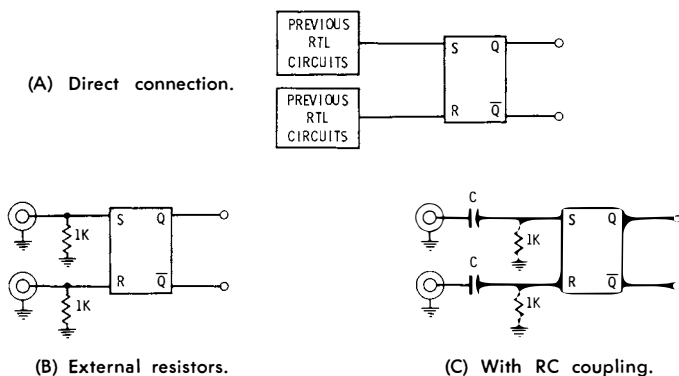 PREVIOUS
RTL
CIRCUITS
S Q
(A) Direct connection.
PREVIOUS
RTL
CIRCUITS
R Q̅
C
S Q
1K
R Q̅
1K
(B) External resistors.
S Q
1K
C
R Q̅
1K
(C) With RC coupling.